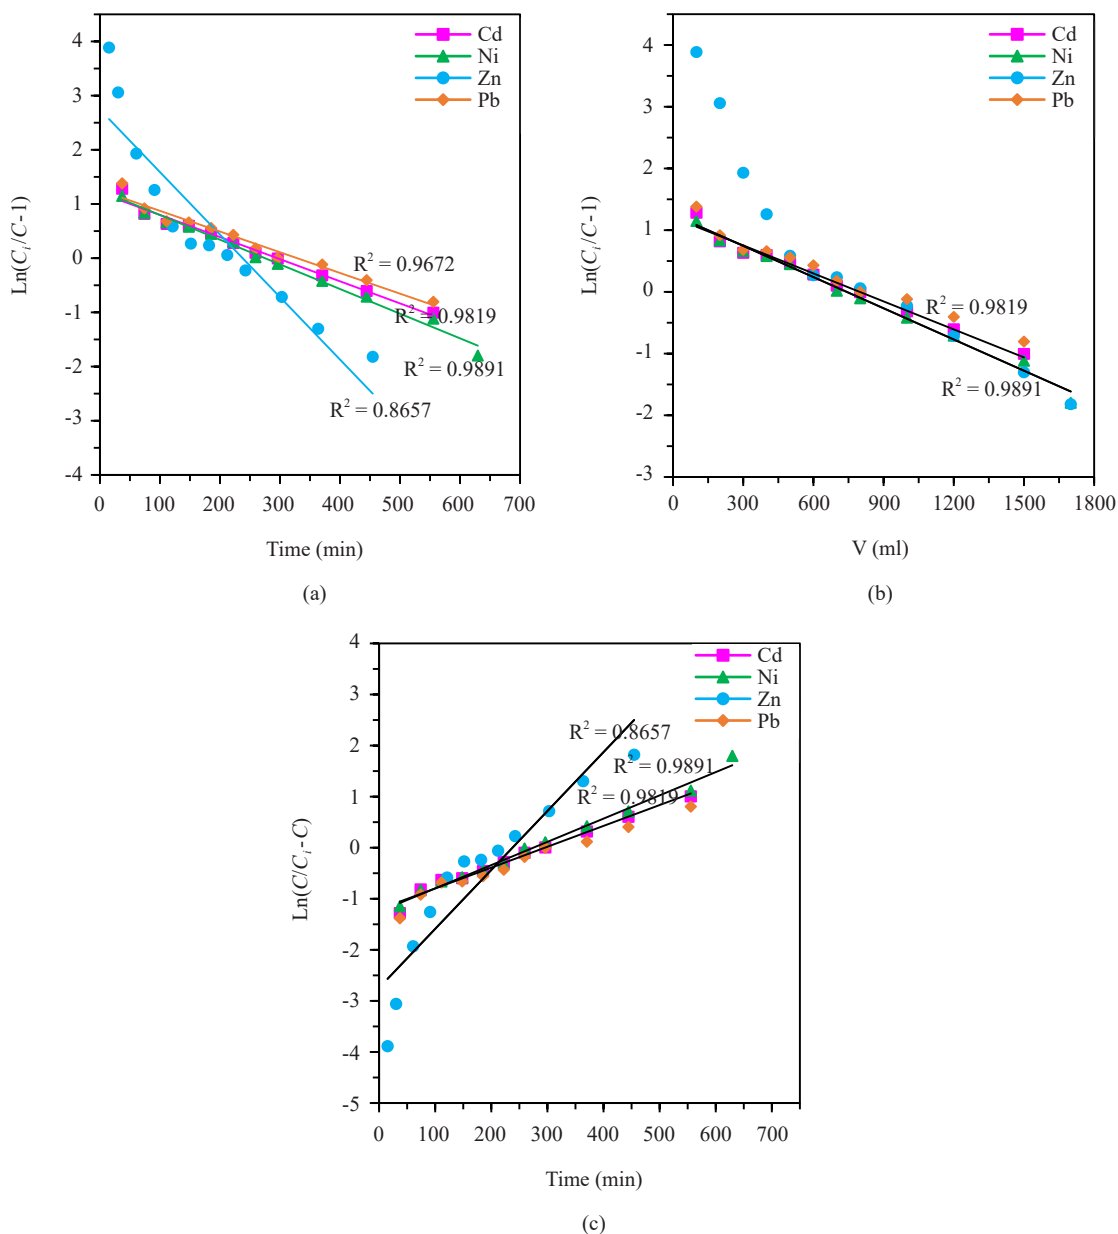 4
3
2
1
0
-1
-2
-3
-4
Ln(Cᵢ/C-1)
Cd
Ni
Zn
Pb
R² = 0.9672
R² = 0.9819
R² = 0.9891
R² = 0.8657
0 100 200 300 400 500 600 700
Time (min)
(a)
4
3
2
1
0
-1
-2
-3
Ln(Cᵢ/C-1)
Cd
Ni
Zn
Pb
R² = 0.9819
R² = 0.9891
0 300 600 900 1200 1500 1800
V (ml)
(b)
4
3
2
1
0
-1
-2
-3
-4
-5
Ln(C/Cᵢ-C)
Cd
Ni
Zn
Pb
R² = 0.8657
R² = 0.9891
R² = 0.9819
0 100 200 300 400 500 600 700
Time (min)
(c)